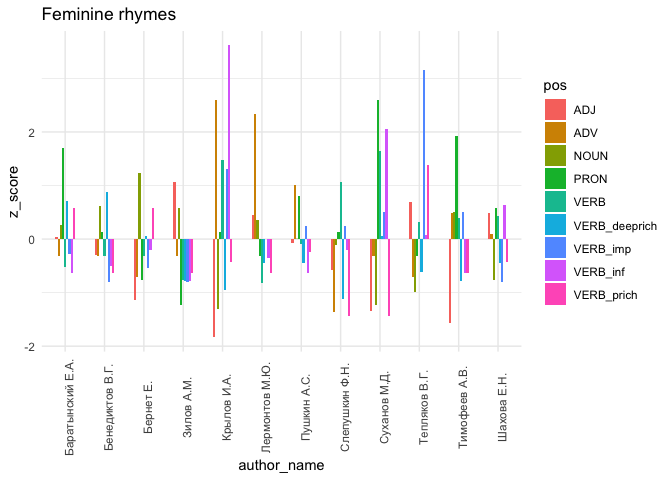 Feminine rhymes
z_score
2
0
-2
Баратынский Е.А.
Бенедиктов В.Г.
Бернет Е.
Зилов А.М.
Крылов И.А.
Лермонтов М.Ю.
Пушкин А.С.
Слепушкин Ф.Н.
Суханов М.Д.
Тепляков В.Г.
Тимофеев А.В.
Шахова Е.Н.
author_name
pos
ADJ
ADV
NOUN
PRON
VERB
VERB_deeprich
VERB_imp
VERB_inf
VERB_prich